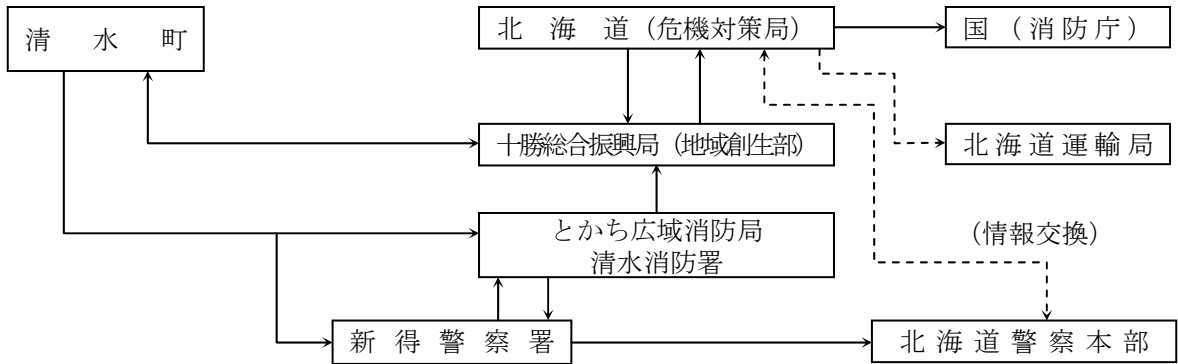 清水町
北海道（危機対策局）
国（消防庁）
十勝総合振興局（地域創生部）
北海道運輸局
とかち広域消防局
清水消防署
（情報交換）
新得警察署
北海道警察本部